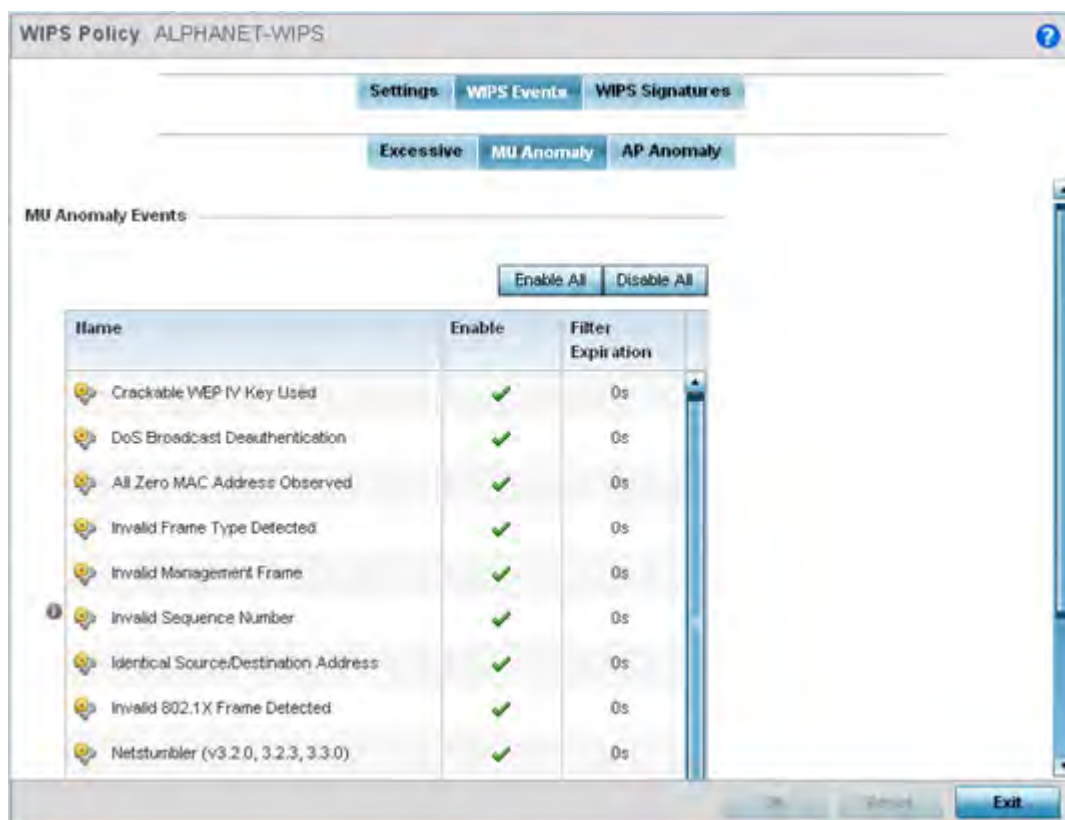 WIPS Policy ALPHANET-WIPS
?
Settings WIPS Events WIPS Signatures
Excessive MU Anomaly AP Anomaly
MU Anomaly Events
Enable All Disable All
Name Enable Filter Expiration
Crackable WEP IV Key Used 0s
DoS Broadcast Deauthentication 0s
All Zero MAC Address Observed 0s
Invalid Frame Type Detected 0s
Invalid Management Frame 0s
Invalid Sequence Number 0s
Identical Source/Destination Address 0s
Invalid 802.1X Frame Detected 0s
Netstumbler (v3.2.0, 3.2.3, 3.3.0) 0s
Exit